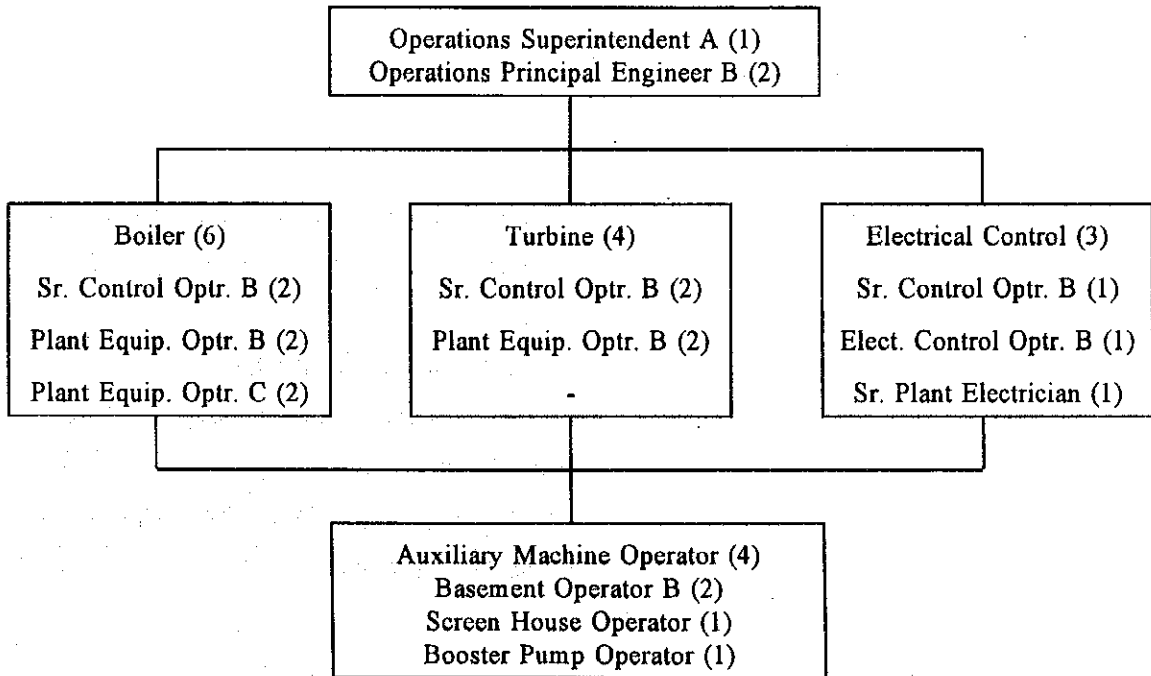 Operations Superintendent A (1)
Operations Principal Engineer B (2)
Boiler (6)
Sr. Control Optr. B (2)
Plant Equip. Optr. B (2)
Plant Equip. Optr. C (2)
Turbine (4)
Sr. Control Optr. B (2)
Plant Equip. Optr. B (2)
-
Electrical Control (3)
Sr. Control Optr. B (1)
Elect. Control Optr. B (1)
Sr. Plant Electrician (1)
Auxiliary Machine Operator (4)
Basement Operator B (2)
Screen House Operator (1)
Booster Pump Operator (1)